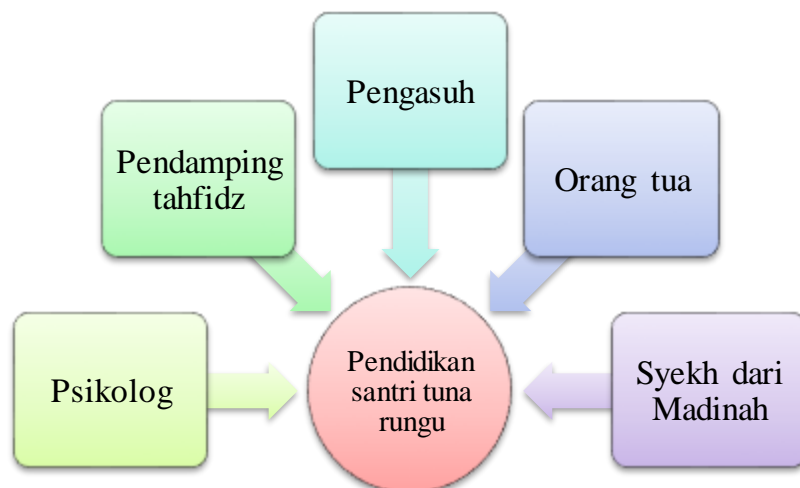 Pengasuh
Pendamping
tahfidz
Orang tua
Psikolog
Pendidikan
santri tuna
rungu
Syekh dari
Madinah